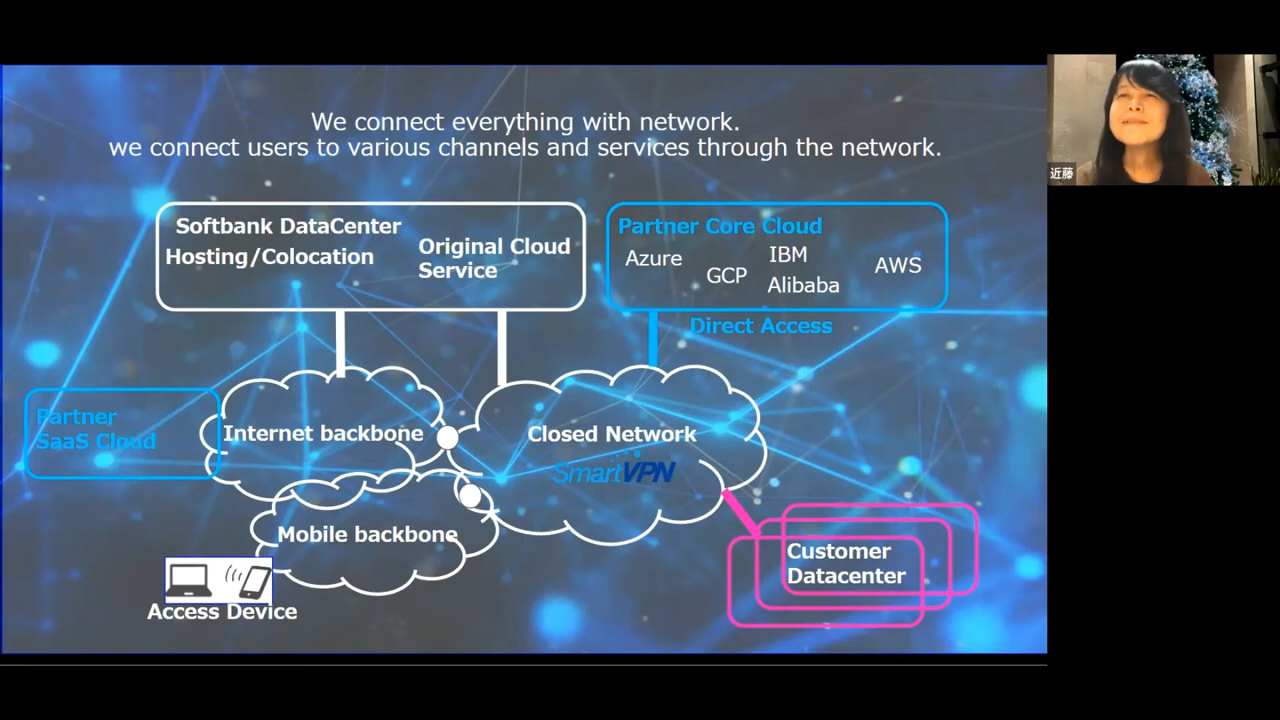 We connect everything with network.
we connect users to various channels and services through the network.
近藤
Softbank DataCenter
Hosting/Colocation
Original Cloud
Service
Partner Core Cloud
Azure
GCP
IBM
Alibaba
AWS
Direct Access
Partner
SaaS Cloud
Internet backbone
Closed Network
SmartVPN
Mobile backbone
Customer
Datacenter
Access Device